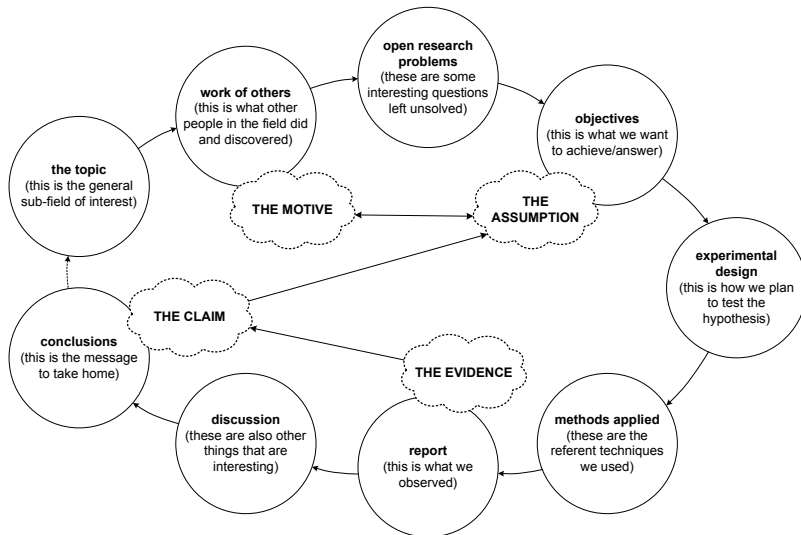 open research
problems
(these are some
interesting questions
left unsolved)
work of others
(this is what other
people in the field did
and discovered)
objectives
(this is what we want
to achieve/answer)
the topic
(this is the general
sub-field of interest)
THE MOTIVE
THE
ASSUMPTION
experimental
design
(this is how we plan
to test the
hypothesis)
THE CLAIM
conclusions
(this is the message
to take home)
THE EVIDENCE
discussion
(these are also other
things that are
interesting)
report
(this is what we
observed)
methods applied
(these are the
referent techniques
we used)